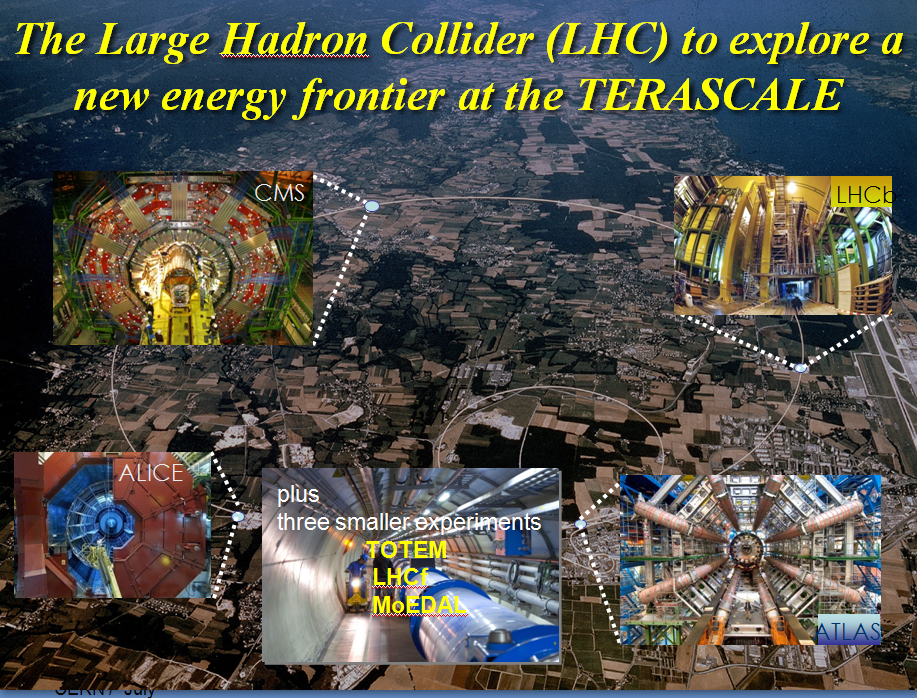 The Large Hadron Collider (LHC) to explore a
new energy frontier at the TERASCALE
CMS
LHCb
ALICE
plus
three smaller experiments
TOTEM
LHCf
MoEDAL
ATLAS
July